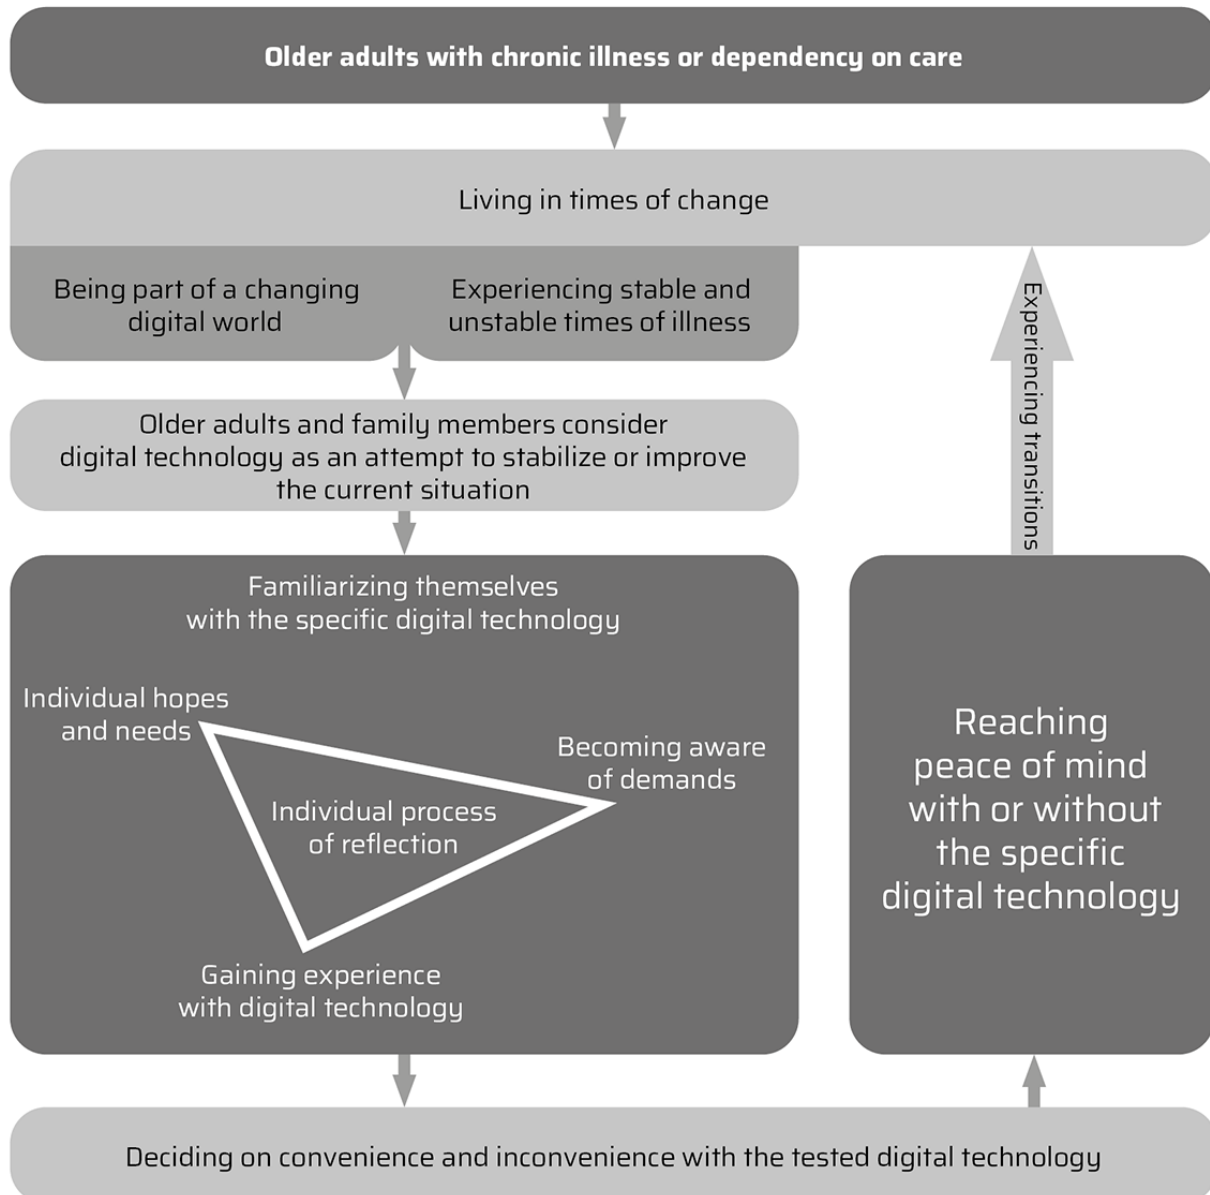 Older adults with chronic illness or dependency on care
Living in times of change
Being part of a changing
digital world
Experiencing stable and
unstable times of illness
Older adults and family members consider
digital technology as an attempt to stabilize or improve
the current situation
Familiarizing themselves
with the specific digital technology
Individual hopes
and needs
Becoming aware
of demands
Individual process
of reflection
Gaining experience
with digital technology
Deciding on convenience and inconvenience with the tested digital technology
Reaching
peace of mind
with or without
the specific
digital technology
Experiencing transitions